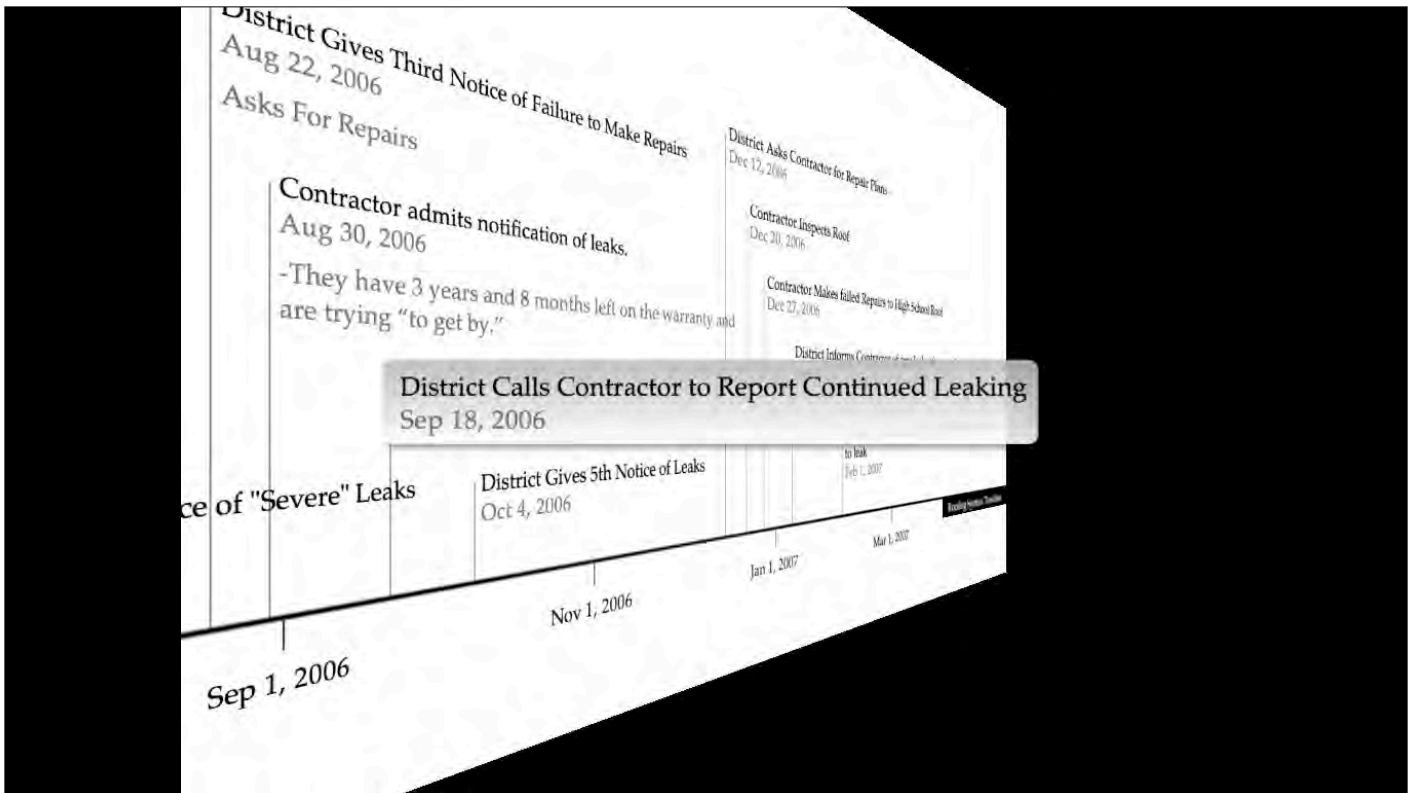 District Gives Third Notice of Failure to Make Repairs
Aug 22, 2006
Asks For Repairs
Contractor admits notification of leaks.
Aug 30, 2006
-They have 3 years and 8 months left on the warranty and
are trying “to get by.”
District Calls Contractor to Report Continued Leaking
Sep 18, 2006
ce of "Severe" Leaks
District Gives 5th Notice of Leaks
Oct 4, 2006
District Asks Contractor for Repair Plans
Dec 12, 2006
Contractor Inspects Roof
Dec 20, 2006
Contractor Makes failed Repairs to High School Roof
Dec 27, 2006
District Informs Contractor of
to leak
Feb 1, 2007
Sep 1, 2006
Nov 1, 2006
Jan 1, 2007
Mar 1, 2007